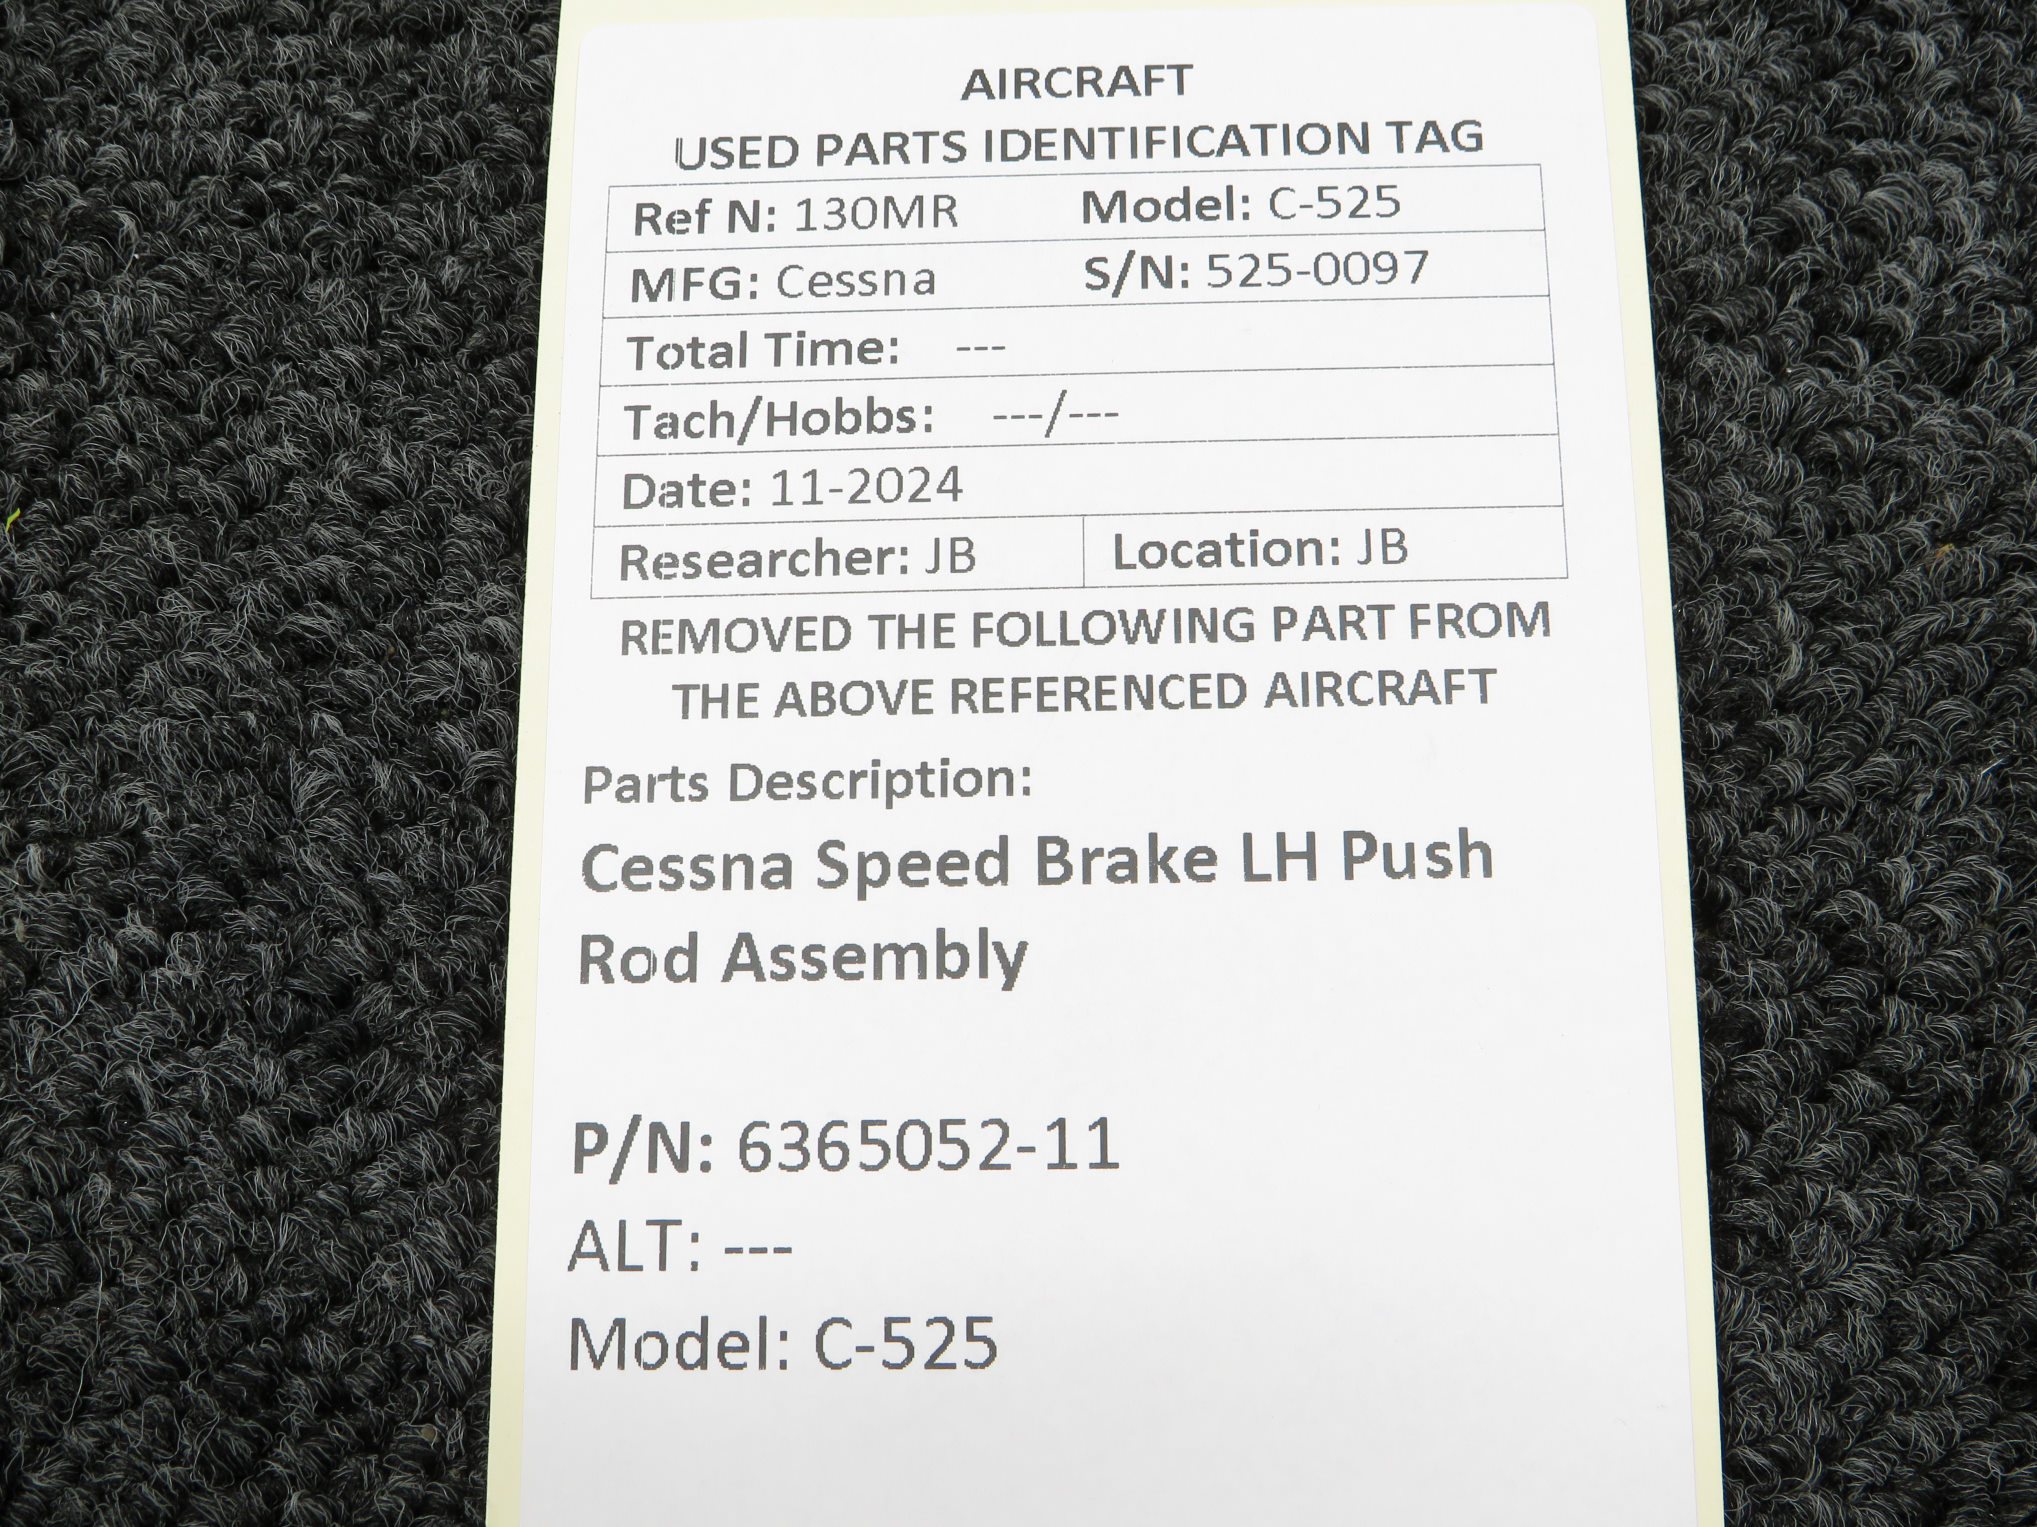 AIRCRAFT
USED PARTS IDENTIFICATION TAG
Ref N: 130MR Model: C-525
MFG: Cessna S/N: 525-0097
Total Time: ---
Tach/Hobbs: ---/---
Date: 11-2024
Researcher: JB Location: JB
REMOVED THE FOLLOWING PART FROM
THE ABOVE REFERENCED AIRCRAFT
Parts Description:
Cessna Speed Brake LH Push
Rod Assembly
P/N: 6365052-11
ALT: ---
Model: C-525